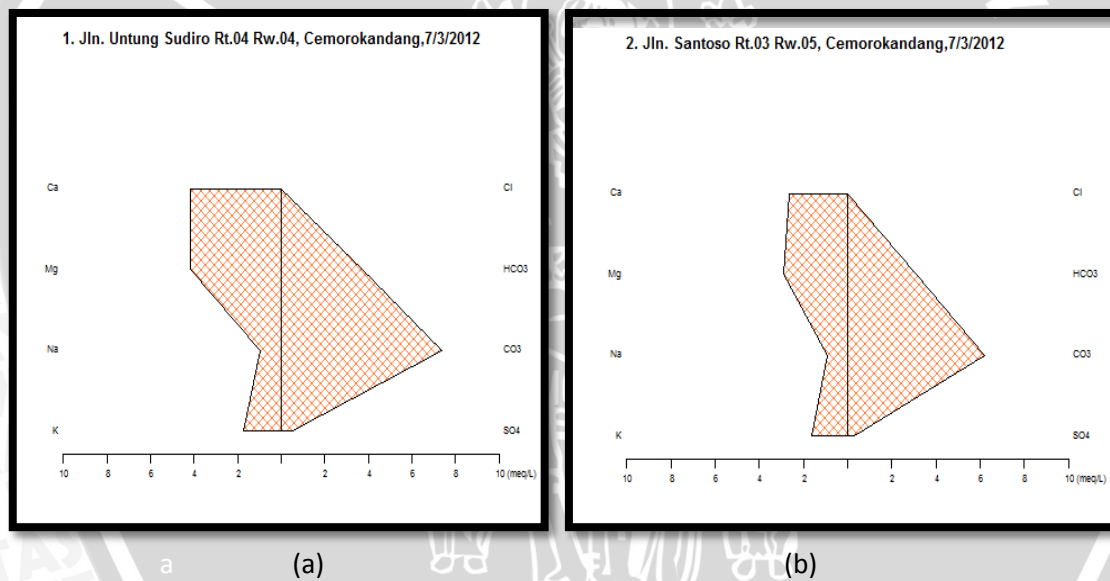 1. Jln. Untung Sudiro Rt.04 Rw.04, Cemorokandang,7/3/2012
Ca Cl
Mg HCO3
Na CO3
K SO4
10 8 6 4 2 2 4 6 8 10 (meq/L)
2. Jln. Santoso Rt.03 Rw.05, Cemorokandang,7/3/2012
Ca Cl
Mg HCO3
Na CO3
K SO4
10 8 6 4 2 2 4 6 8 10 (meq/L)
a (a) (b)